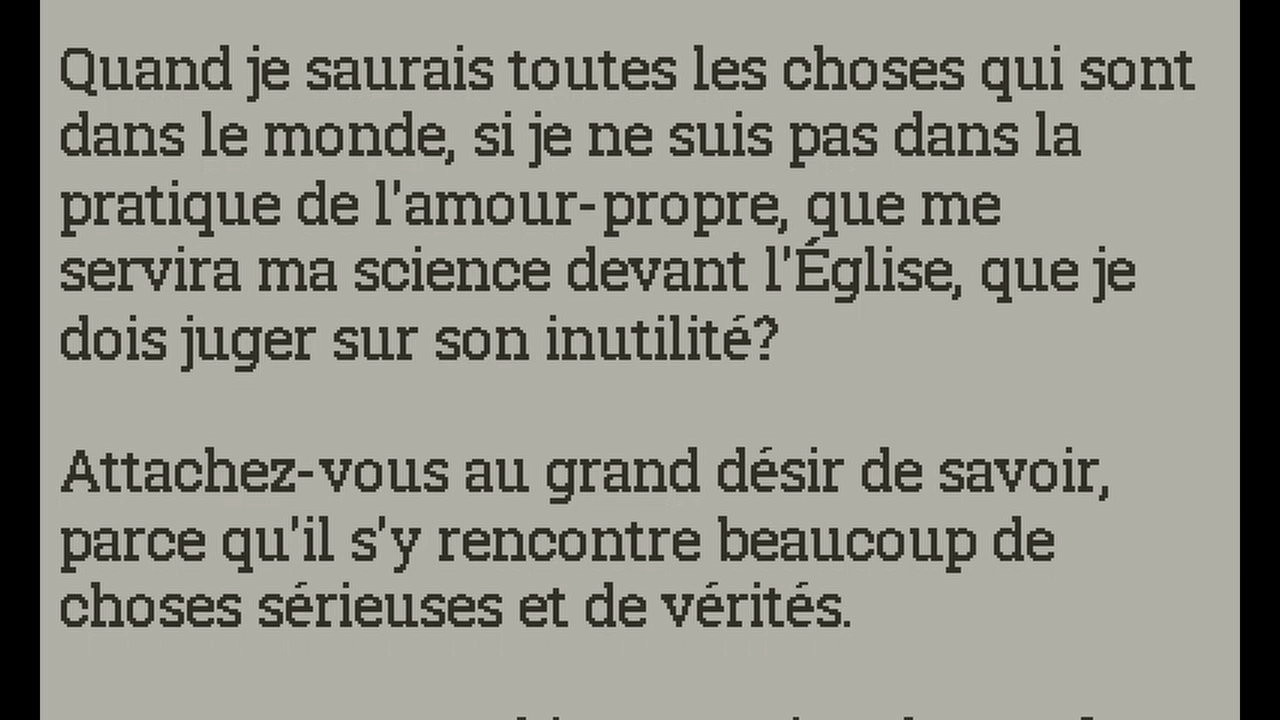 Quand je saurais toutes les choses qui sont
dans le monde, si je ne suis pas dans la
pratique de l'amour-propre, que me
servira ma science devant l'Église, que je
dois juger sur son inutilité?
Attachez-vous au grand désir de savoir,
parce qu'il s'y rencontre beaucoup de
choses sérieuses et de vérités.